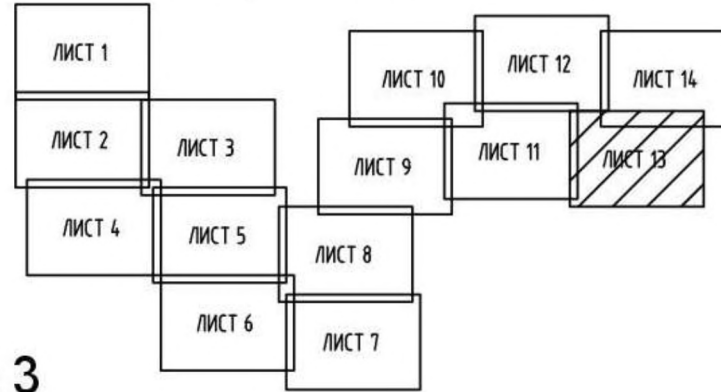 ЛИСТ 1
ЛИСТ 2
ЛИСТ 3
ЛИСТ 4
ЛИСТ 5
ЛИСТ 6
ЛИСТ 7
ЛИСТ 8
ЛИСТ 9
ЛИСТ 10
ЛИСТ 11
ЛИСТ 12
ЛИСТ 13
ЛИСТ 14
3